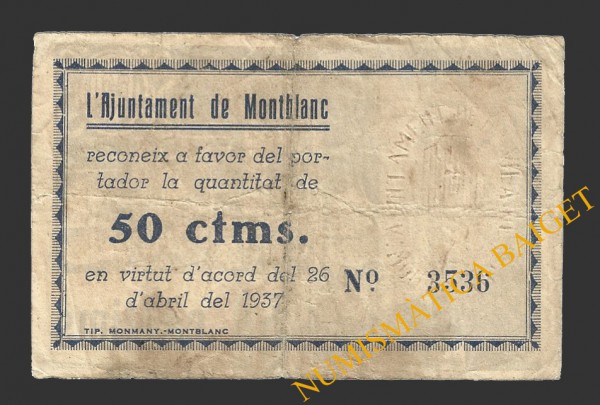 L'Ajuntament de Montblanc
reconeix a favor del por-
tador la quantitat de
50 ctms.
en virtut d'acord del 26
d'abril del 1937
Nº 3536
TIP. MONMANY.-MONTBLANC
NUMISMÀTICA BAIGET